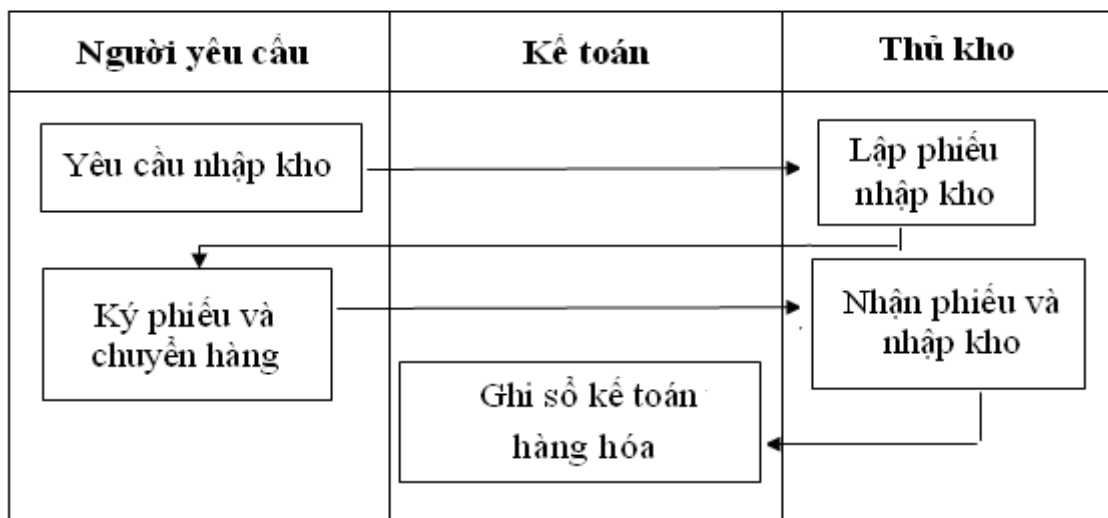 Người yêu cầu
Kế toán
Thủ kho
Yêu cầu nhập kho
Lập phiếu
nhập kho
Ký phiếu và
chuyển hàng
Nhận phiếu và
nhập kho
Ghi sổ kế toán
hàng hóa